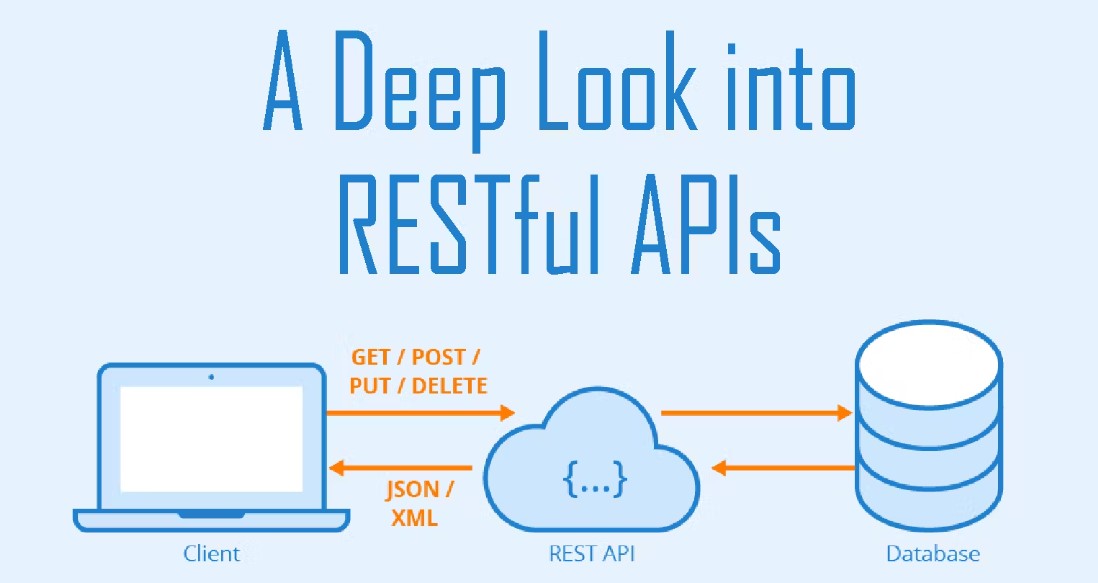 A Deep Look into
RESTful APIs
GET / POST /
PUT / DELETE
{...}
JSON /
XML
Client
REST API
Database